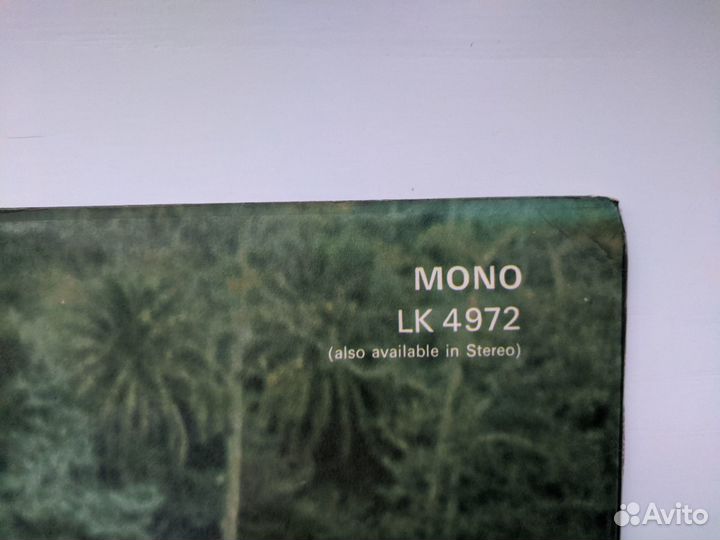 MONO
LK 4972
(also available in Stereo)
Avito